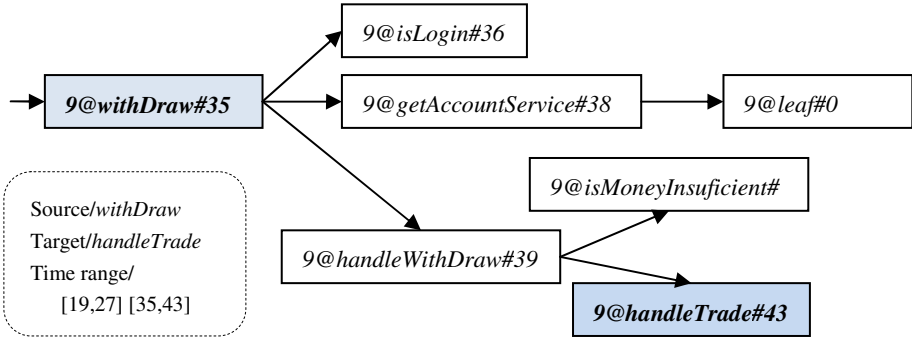 9@isLogin#36
9@withDraw#35
9@getAccountService#38
9@leaf#0
9@isMoneyInsuficient#
Source/withDraw
Target/handleTrade
Time range/
[19,27] [35,43]
9@handleWithDraw#39
9@handleTrade#43